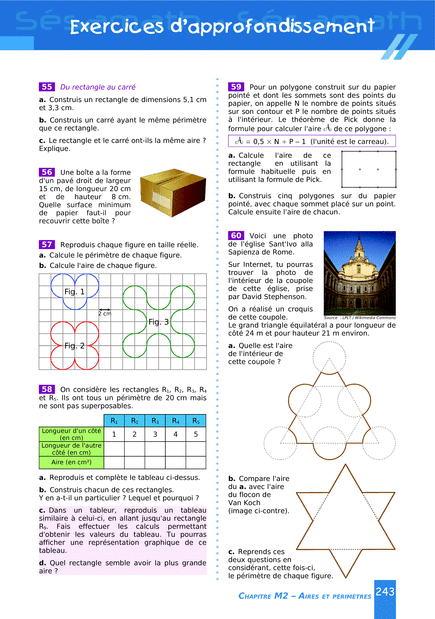 Sésamath
Sésamath
Exercices d'approfondissement
55 Du rectangle au carré
a. Construis un rectangle de dimensions 5,1 cm
et 3,3 cm.
b. Construis un carré ayant le même périmètre
que ce rectangle.
c. Le rectangle et le carré ont-ils la même aire ?
Explique.
56 Une boîte a la forme
d'un pavé droit de largeur
15 cm, de longueur 20 cm
et de hauteur 8 cm.
Quelle surface minimum
de papier faut-il pour
recouvrir cette boîte ?
57 Reproduis chaque figure en taille réelle.
a. Calcule le périmètre de chaque figure.
b. Calcule l'aire de chaque figure.
Fig. 1
2 cm
Fig. 3
Fig. 2
58 On considère les rectangles R1, R2, R3, R4
et R5. Ils ont tous un périmètre de 20 cm mais
ne sont pas superposables.
R1 R2 R3 R4 R5
Longueur d'un côté
(en cm) 1 2 3 4 5
Longueur de l'autre
côté (en cm)
Aire (en cm²)
a. Reproduis et complète le tableau ci-dessus.
b. Construis chacun de ces rectangles.
Y en a-t-il un particulier ? Lequel et pourquoi ?
c. Dans un tableur, reproduis un tableau
similaire à celui-ci, en allant jusqu'au rectangle
R9. Fais effectuer les calculs permettant
d'obtenir les valeurs du tableau. Tu pourras
afficher une représentation graphique de ce
tableau.
d. Quel rectangle semble avoir la plus grande
aire ?
59 Pour un polygone construit sur du papier
pointé et dont les sommets sont des points du
papier, on appelle N le nombre de points situés
sur son contour et P le nombre de points situés
à l'intérieur. Le théorème de Pick donne la
formule pour calculer l'aire A de ce polygone :
A = 0,5 × N + P – 1 (l'unité est le carreau).
a. Calcule l'aire de ce
rectangle en utilisant la
formule habituelle puis en
utilisant la formule de Pick.
b. Construis cinq polygones sur du papier
pointé, avec chaque sommet placé sur un point.
Calcule ensuite l'aire de chacun.
60 Voici une photo
de l'église Sant'Ivo alla
Sapienza de Rome.
Sur Internet, tu pourras
trouver la photo de
l'intérieur de la coupole
de cette église, prise
par David Stephenson.
On a réalisé un croquis
de cette coupole.
Source : LPLT / Wikimedia Commons
Le grand triangle équilatéral a pour longueur de
côté 24 m et pour hauteur 21 m environ.
a. Quelle est l'aire
de l'intérieur de
cette coupole ?
b. Compare l'aire
du a. avec l'aire
du flocon de
Van Koch
(image ci-contre).
c. Reprends ces
deux questions en
considérant, cette fois-ci,
le périmètre de chaque figure.
CHAPITRE M2 – AIRES ET PÉRIMÈTRES 243